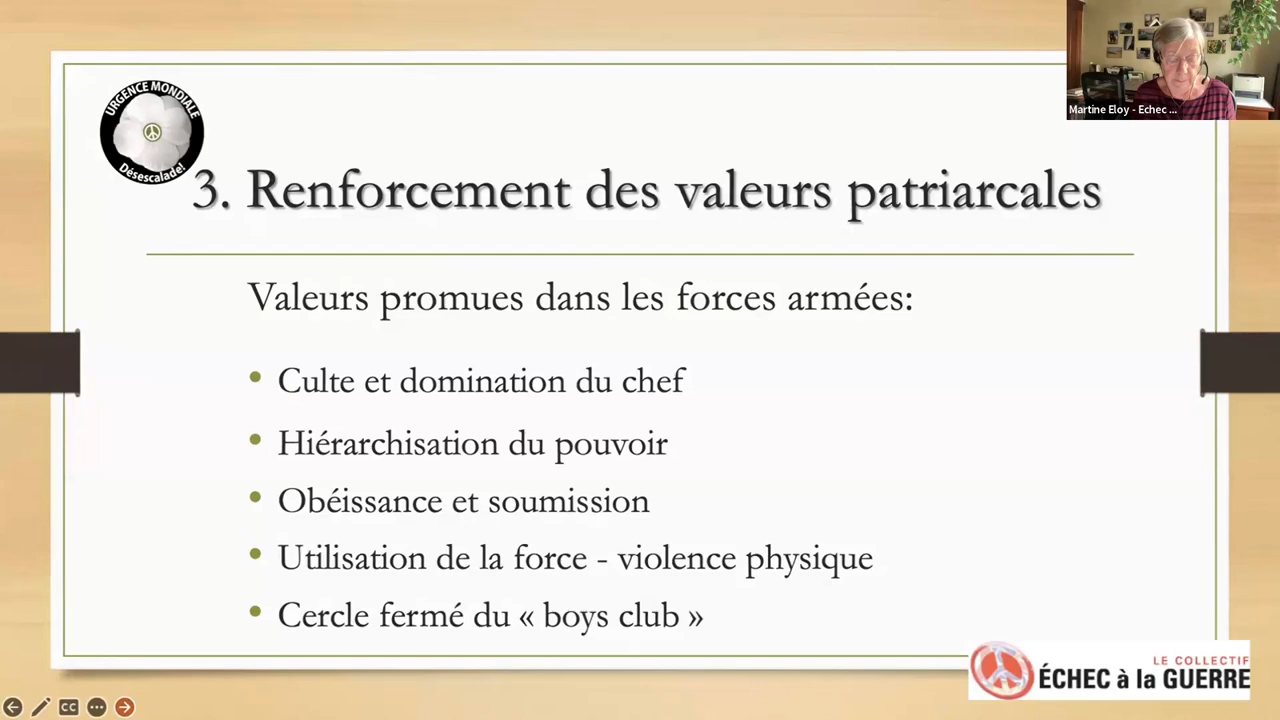 Martine Eloy - Echec ...
URGENCE MONDIALE
Désescalade!
3. Renforcement des valeurs patriarcales
Valeurs promues dans les forces armées:
• Culte et domination du chef
• Hiérarchisation du pouvoir
• Obéissance et soumission
• Utilisation de la force - violence physique
• Cercle fermé du « boys club »
LE COLLECTIF
ÉCHEC à la GUERRE
CC